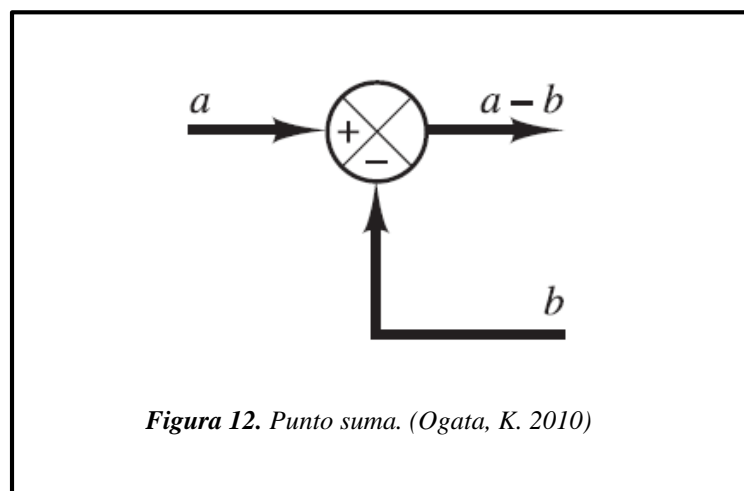 a
a – b
+
–
b
Figura 12. Punto suma. (Ogata, K. 2010)